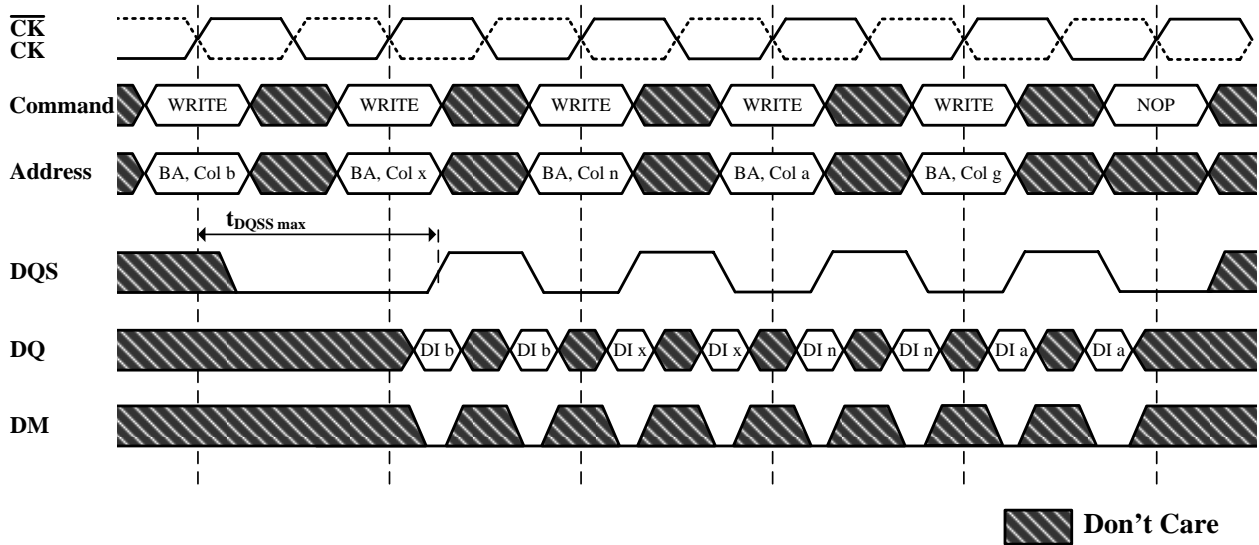 CK
CK
Command WRITE WRITE WRITE WRITE WRITE NOP
Address BA, Col b BA, Col x BA, Col n BA, Col a BA, Col g
tDQSS max
DQS
DQ DI b DI b DI x DI x DI n DI n DI a DI a
DM
Don't Care